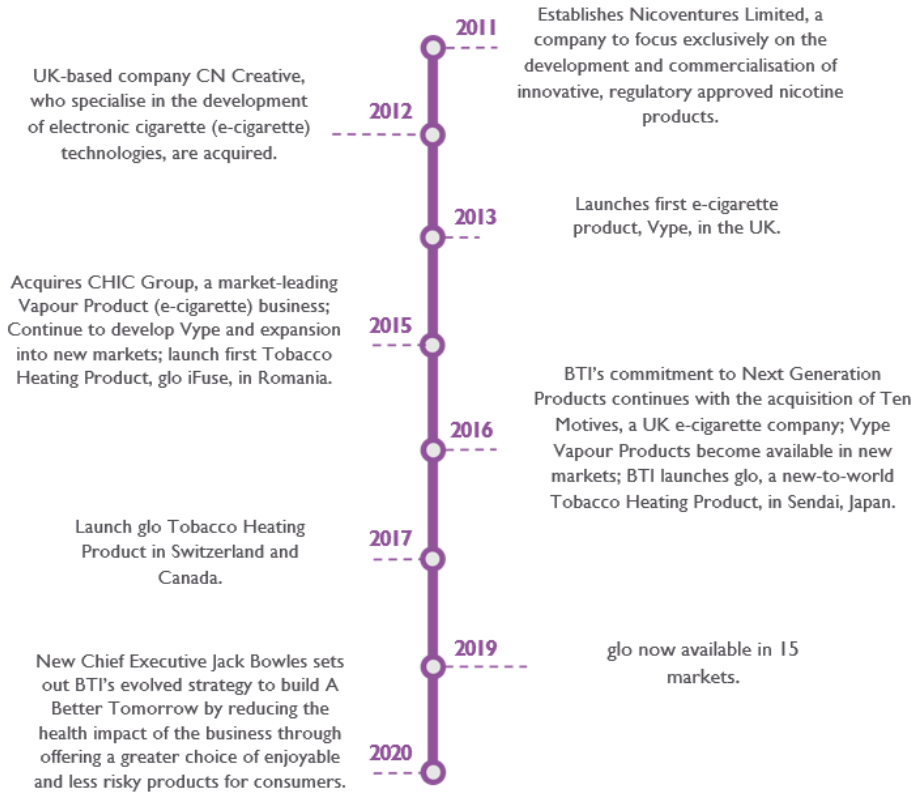 2011
Establishes Nicoventures Limited, a
company to focus exclusively on the
development and commercialisation of
innovative, regulatory approved nicotine
products.
2012
UK-based company CN Creative,
who specialise in the development
of electronic cigarette (e-cigarette)
technologies, are acquired.
2013
Launches first e-cigarette
product, Vype, in the UK.
2015
Acquires CHIC Group, a market-leading
Vapour Product (e-cigarette) business;
Continue to develop Vype and expansion
into new markets; launch first Tobacco
Heating Product, glo iFuse, in Romania.
2016
BTI's commitment to Next Generation
Products continues with the acquisition of Ten
Motives, a UK e-cigarette company; Vype
Vapour Products become available in new
markets; BTI launches glo, a new-to-world
Tobacco Heating Product, in Sendai, Japan.
2017
Launch glo Tobacco Heating
Product in Switzerland and
Canada.
2019
glo now available in 15
markets.
2020
New Chief Executive Jack Bowles sets
out BTI's evolved strategy to build A
Better Tomorrow by reducing the
health impact of the business through
offering a greater choice of enjoyable
and less risky products for consumers.